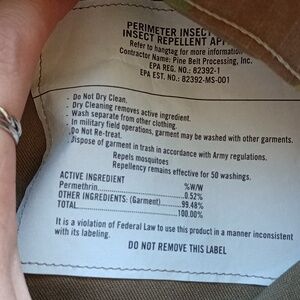 PERIMETER INSECT
INSECT REPELLENT
Refer to hangtag for more information.
Contractor Name: Pine Belt Processing, Inc.
EPA REG. NO.: 82392-1
EPA EST. NO.: 82392-MS-001
- Do Not Dry Clean.
- Dry Cleaning removes active ingredient.
- Wash separate from other clothing.
- In military field operations, garment may be washed with other garments.
Do Not Re-treat.
Dispose of garment in trash in accordance with Army regulations.
Repels mosquitoes
Repellency remains effective for 50 washings.
ACTIVE INGREDIENT %W/W
Permethrin 0.52%
OTHER INGREDIENTS: (Garment) 99.48%
TOTAL 100.00%
It is a violation of Federal Law to use this product in a manner inconsistent
with its labeling.
DO NOT REMOVE THIS LABEL